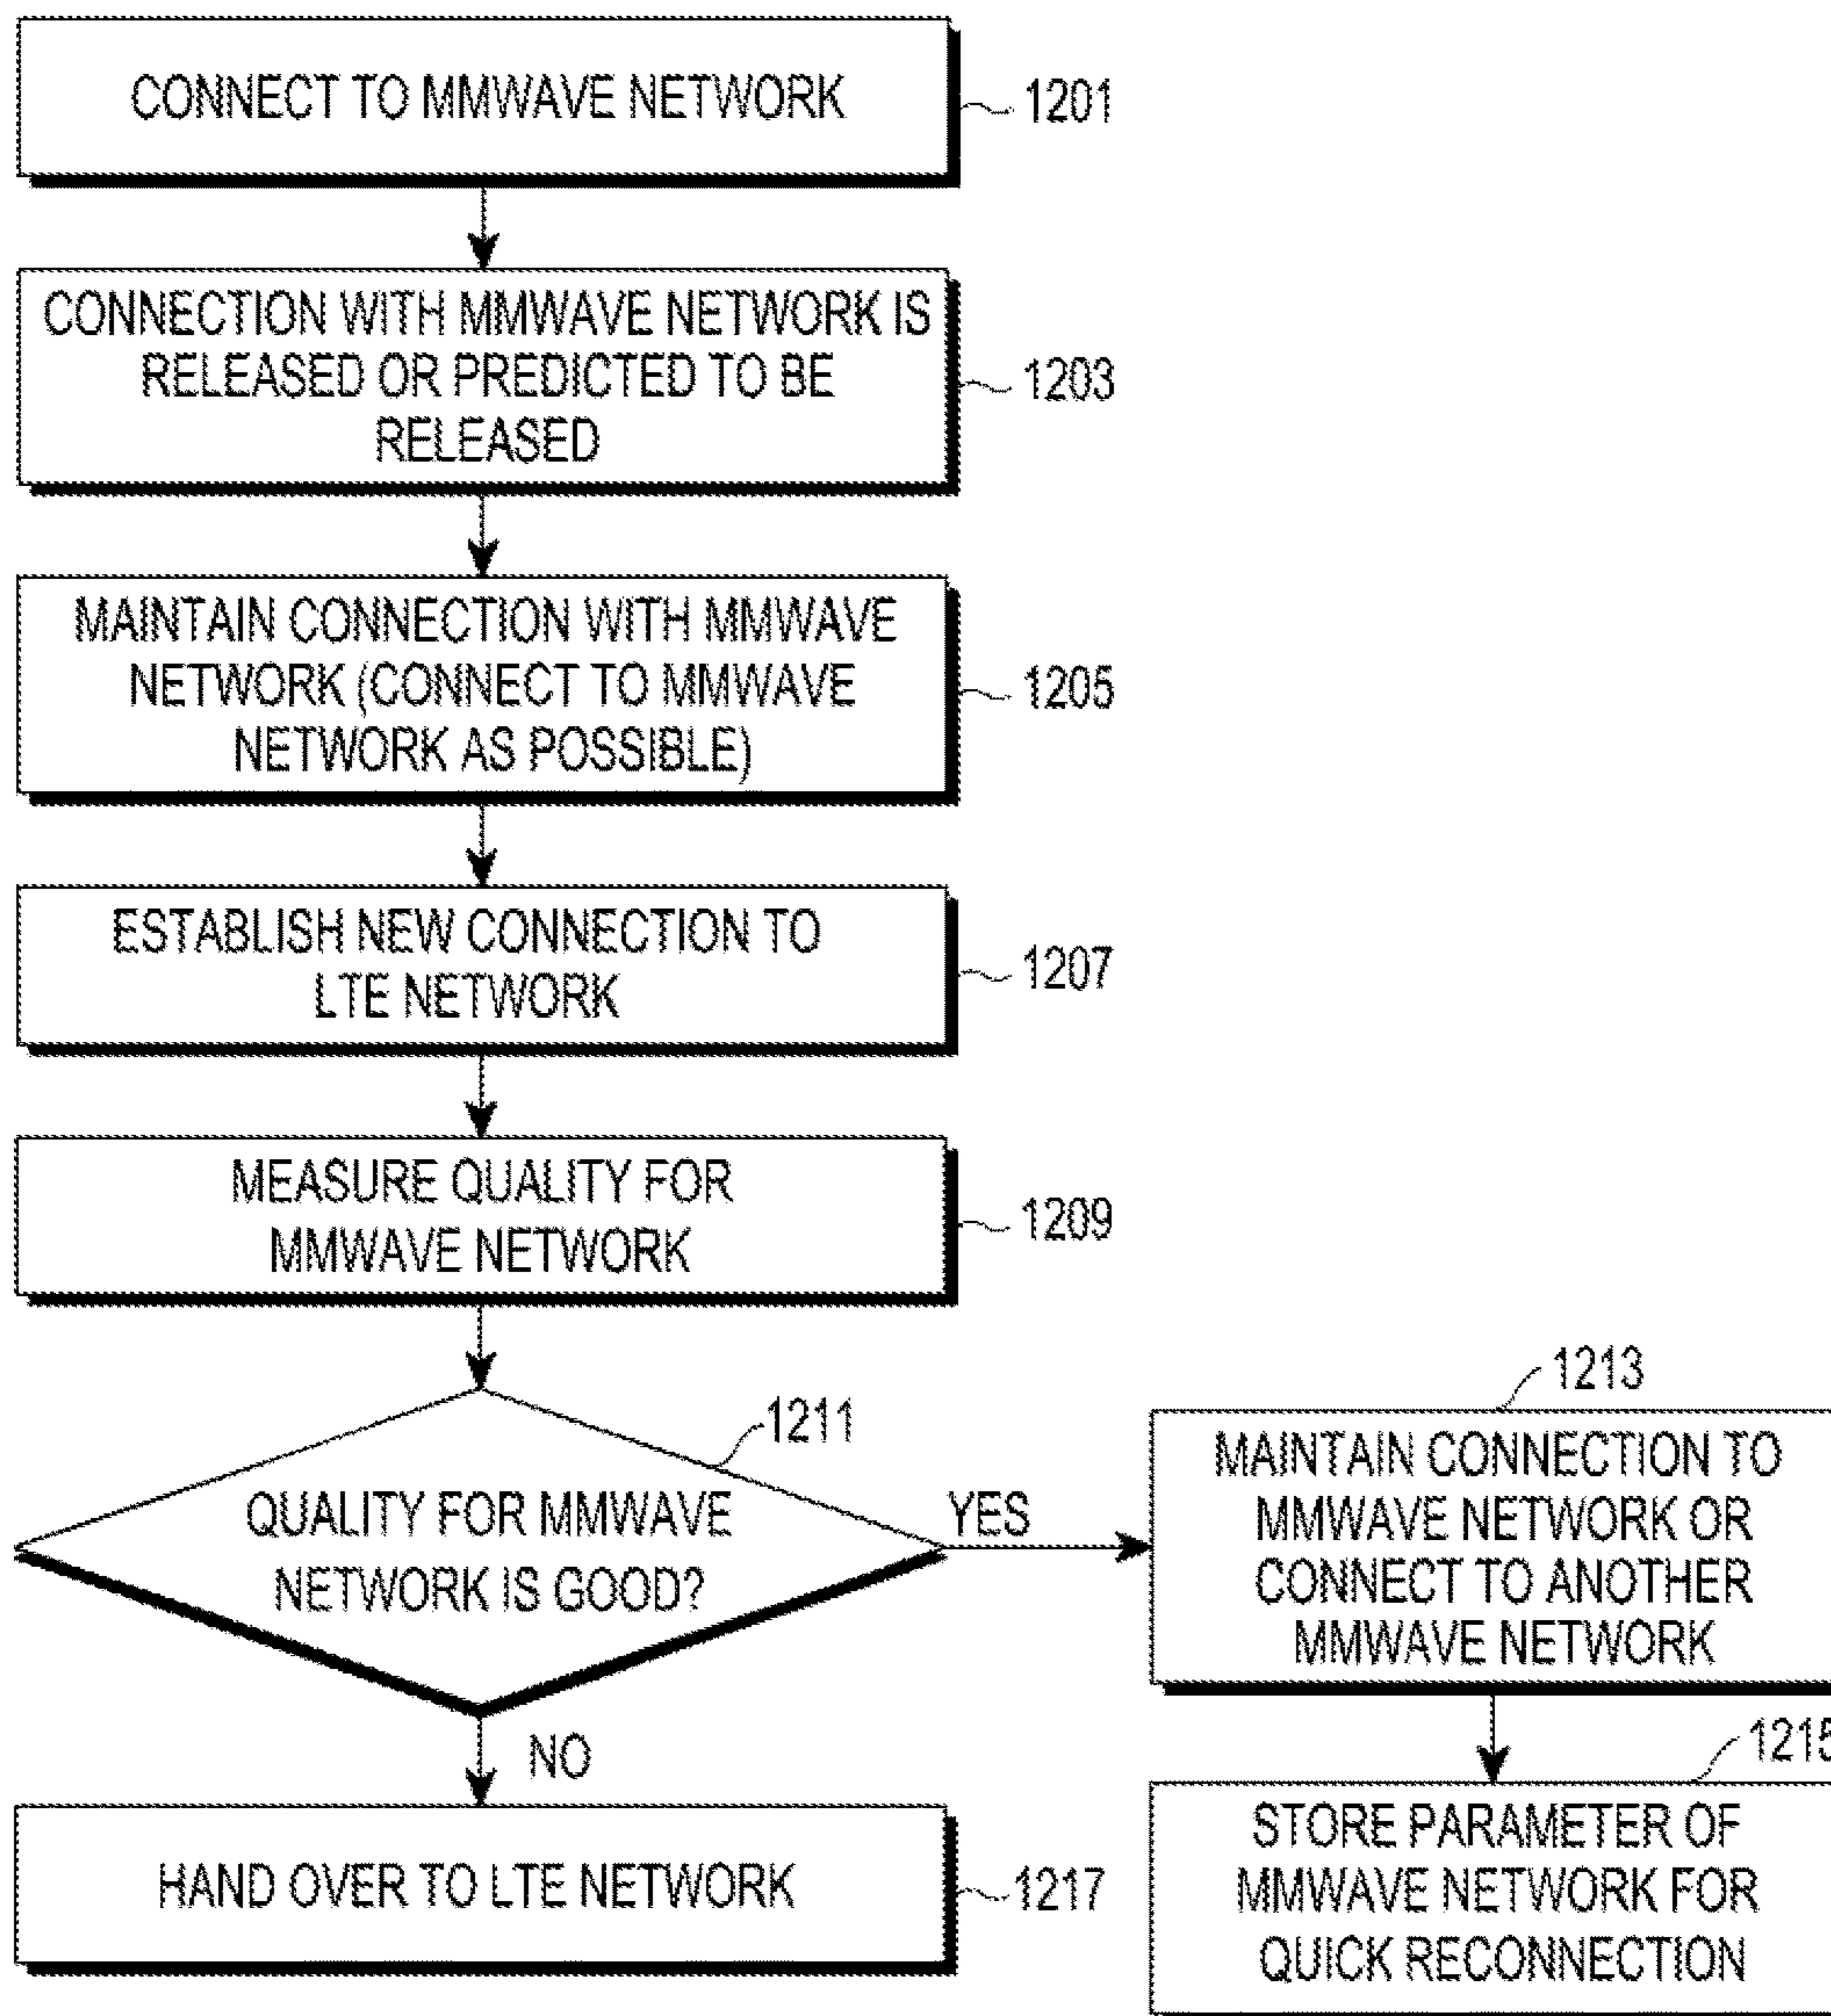 CONNECT TO MMWAVE NETWORK
1201
CONNECTION WITH MMWAVE NETWORK IS
RELEASED OR PREDICTED TO BE
RELEASED
1203
MAINTAIN CONNECTION WITH MMWAVE
NETWORK (CONNECT TO MMWAVE
NETWORK AS POSSIBLE)
1205
ESTABLISH NEW CONNECTION TO
LTE NETWORK
1207
MEASURE QUALITY FOR
MMWAVE NETWORK
1209
1211
QUALITY FOR MMWAVE
NETWORK IS GOOD?
YES
NO
1213
MAINTAIN CONNECTION TO
MMWAVE NETWORK OR
CONNECT TO ANOTHER
MMWAVE NETWORK
1215
STORE PARAMETER OF
MMWAVE NETWORK FOR
QUICK RECONNECTION
HAND OVER TO LTE NETWORK
1217